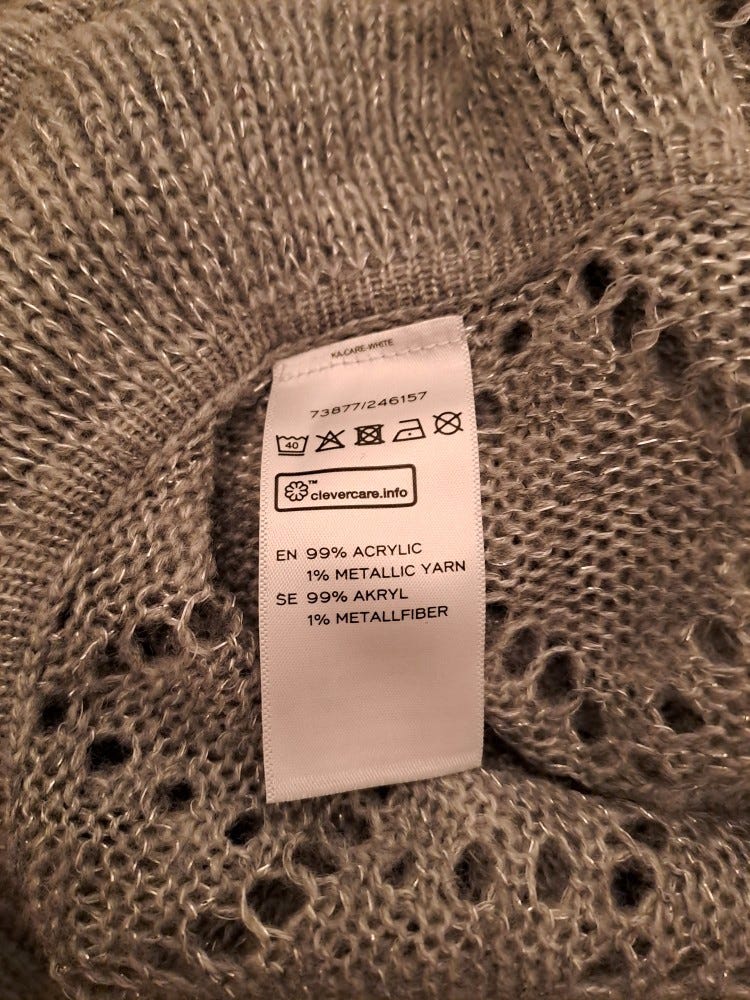 KA-CARE-WHITE
73877/246157
40
™
clevercare.info
EN 99% ACRYLIC
1% METALLIC YARN
SE 99% AKRYL
1% METALLFIBER